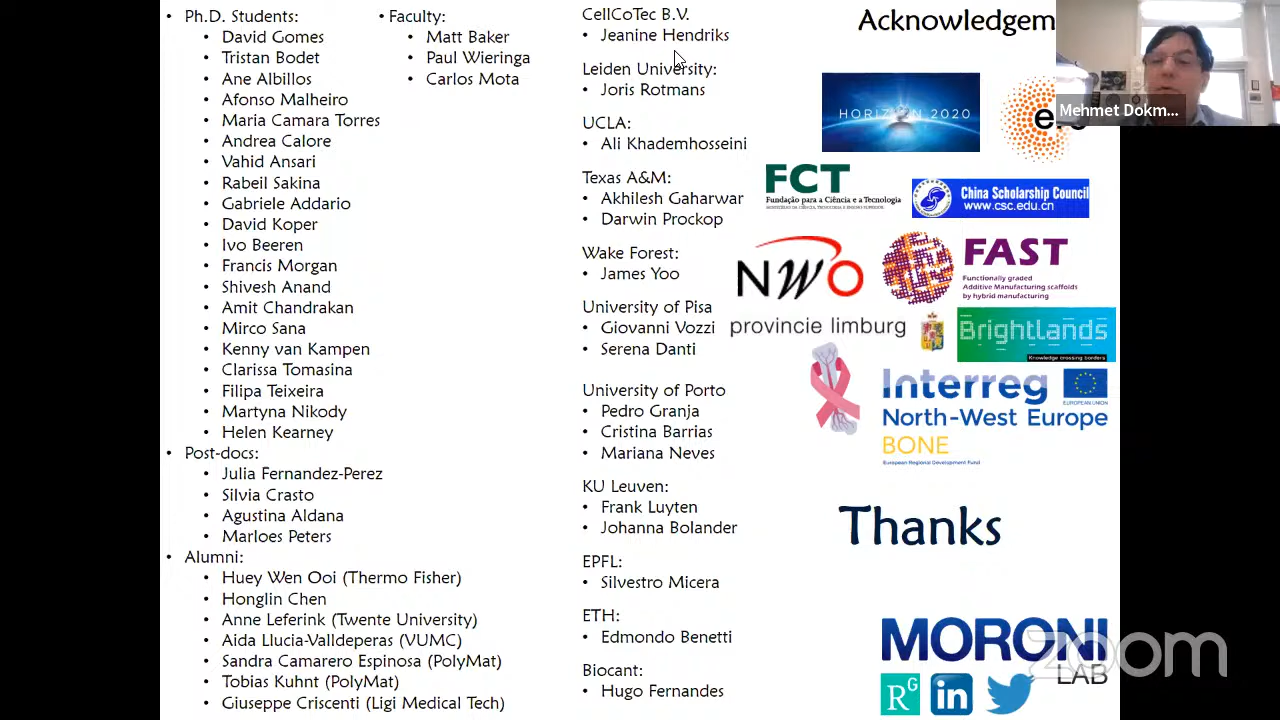 Acknowledgem
Ph.D. Students:
David Gomes
Tristan Bodet
Ane Albillos
Afonso Malheiro
Maria Camara Torres
Andrea Calore
Vahid Ansari
Rabeil Sakina
Gabriele Addario
David Koper
Ivo Beeren
Francis Morgan
Shivesh Anand
Amit Chandrakan
Mirco Sana
Kenny van Kampen
Clarissa Tomasina
Filipa Teixeira
Martyna Nikody
Helen Kearney
Post-docs:
Julia Fernandez-Perez
Silvia Crasto
Agustina Aldana
Marloes Peters
Alumni:
Huey Wen Ooi (Thermo Fisher)
Honglin Chen
Anne Leferink (Twente University)
Aida Llucia-Valldeperas (VUMC)
Sandra Camarero Espinosa (PolyMat)
Tobias Kuhnt (PolyMat)
Giuseppe Criscenti (Ligi Medical Tech)
Faculty:
Matt Baker
Paul Wieringa
Carlos Mota
CellCoTec B.V.
Jeanine Hendriks
Leiden University:
Joris Rotmans
UCLA:
Ali Khademhosseini
Texas A&M:
Akhilesh Gaharwar
Darwin Prockop
Wake Forest:
James Yoo
University of Pisa
Giovanni Vozzi
Serena Danti
University of Porto
Pedro Granja
Cristina Barrias
Mariana Neves
KU Leuven:
Frank Luyten
Johanna Bolander
EPFL:
Silvestro Micera
ETH:
Edmondo Benetti
Biocant:
Hugo Fernandes
Mehmet Dokm...
HORIZON 2020
FCT
Fundação para a Ciência e a Tecnologia
China Scholarship Council
www.csc.edu.cn
NWO
FAST
Functionally graded
Additive Manufacturing scaffolds
by hybrid manufacturing
provincie limburg
Brightlands
Knowledge crossing borders
Interreg
EUROPEAN UNION
North-West Europe
BONE
European Regional Development Fund
Thanks
MORONI
LAB
zoom
RG
in